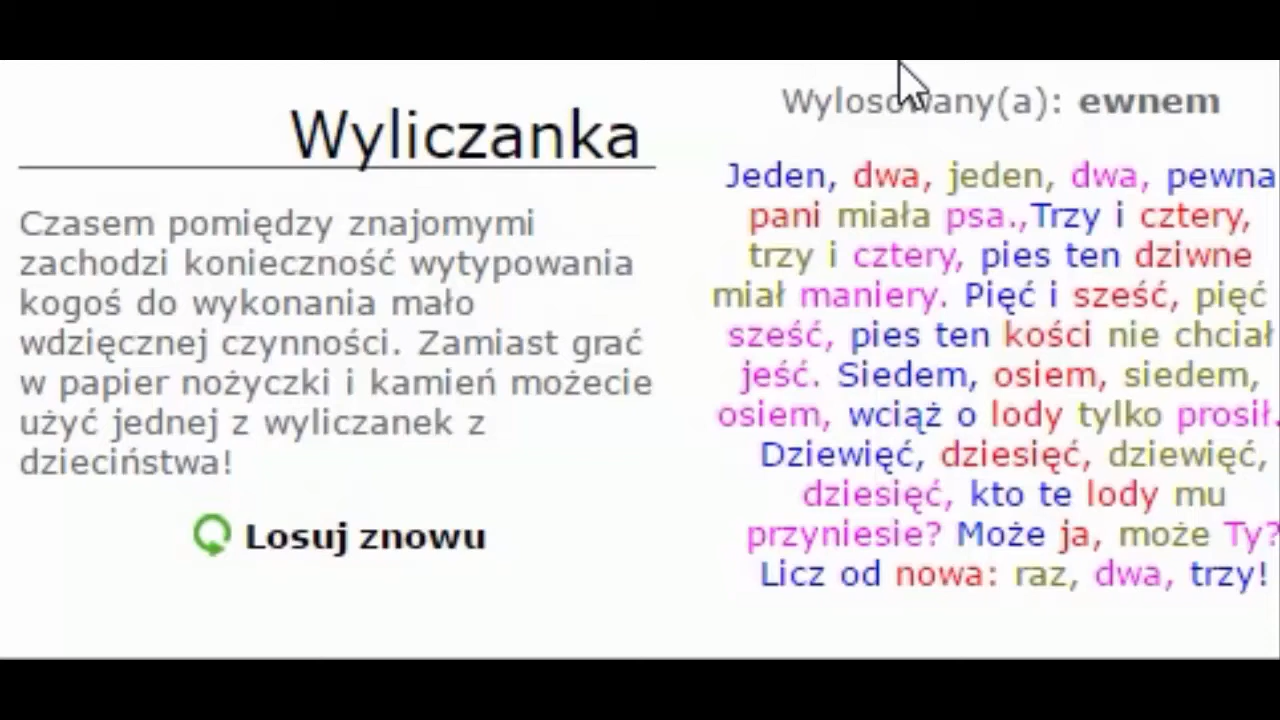 Wyliczanka
Czasem pomiędzy znajomymi
zachodzi konieczność wytypowania
kogoś do wykonania mało
wdzięcznej czynności. Zamiast grać
w papier nożyczki i kamień możecie
użyć jednej z wyliczanek z
dzieciństwa!
Losuj znowu
Wylosowany(a): ewnem
Jeden, dwa, jeden, dwa, pewna
pani miała psa.,Trzy i cztery,
trzy i cztery, pies ten dziwne
miał maniery. Pięć i sześć, pięć
sześć, pies ten kości nie chciał
jeść. Siedem, osiem, siedem,
osiem, wciąż o lody tylko prosił.
Dziewięć, dziesięć, dziewięć,
dziesięć, kto te lody mu
przyniesie? Może ja, może Ty?
Licz od nowa: raz, dwa, trzy!